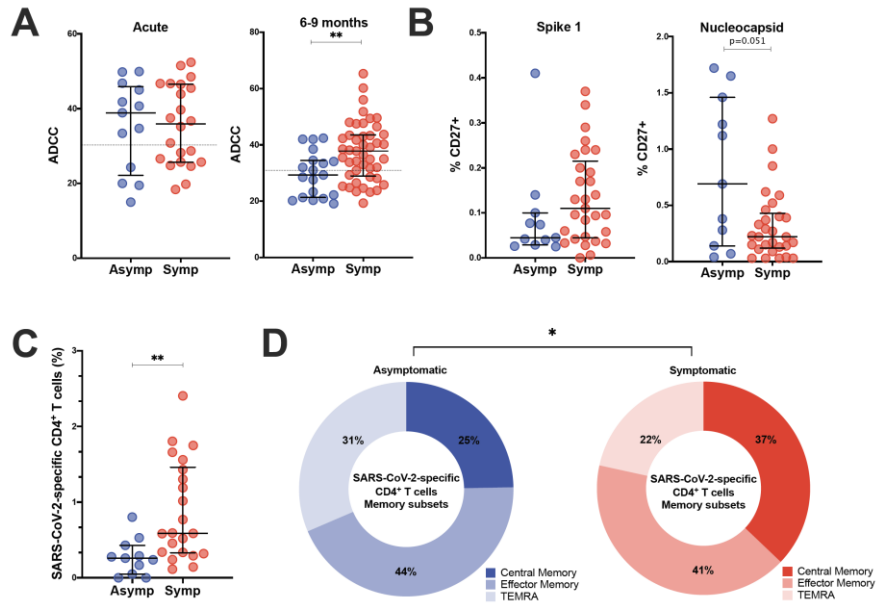 A
Acute
ADCC
60
40
20
0
Asymp Symp
6-9 months
**
ADCC
80
60
40
20
0
Asymp Symp
B
Spike 1
% CD27+
0.5
0.4
0.3
0.2
0.1
0.0
Asymp Symp
Nucleocapsid
p=0.051
% CD27+
2.0
1.5
1.0
0.5
0.0
Asymp Symp
C
**
SARS-CoV-2-specific CD4⁺ T cells (%)
3
2
1
0
Asymp Symp
D
*
Asymptomatic
31%
25%
44%
SARS-CoV-2-specific
CD4⁺ T cells
Memory subsets
Central Memory
Effector Memory
TEMRA
Symptomatic
22%
37%
41%
SARS-CoV-2-specific
CD4⁺ T cells
Memory subsets
Central Memory
Effector Memory
TEMRA